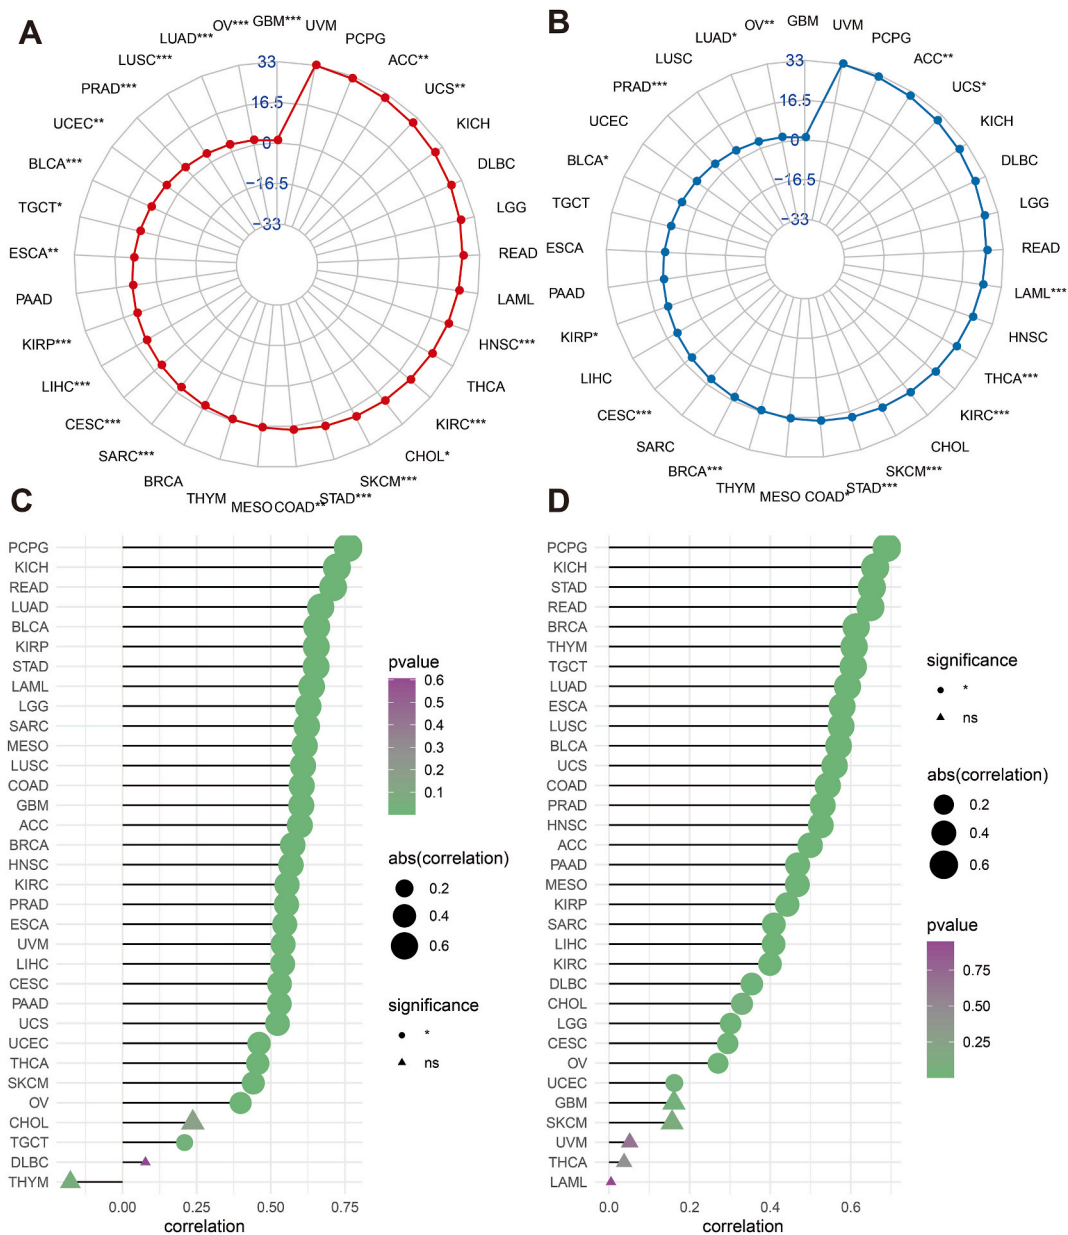 A
GBM***
UVM
PCPG
ACC**
UCS**
KICH
DLBC
LGG
READ
LAML
HNSC***
THCA
KIRC***
CHOL*
SKCM***
STAD***
COAD**
MESO
THYM
BRCA
SARC***
CESC***
LIHC***
KIRP***
PAAD
ESCA**
TGCT*
BLCA***
UCEC**
PRAD***
LUSC***
LUAD***
OV***
33
16.5
0
−16.5
−33
B
GBM
UVM
PCPG
ACC**
UCS*
KICH
DLBC
LGG
READ
LAML***
HNSC
THCA***
KIRC***
CHOL
SKCM***
STAD***
COAD*
MESO
THYM
BRCA***
SARC
CESC***
LIHC
KIRP*
PAAD
ESCA
TGCT
BLCA*
UCEC
PRAD***
LUSC
LUAD*
OV**
33
16.5
0
−16.5
−33
C
PCPG
KICH
READ
LUAD
BLCA
KIRP
STAD
LAML
LGG
SARC
MESO
LUSC
COAD
GBM
ACC
BRCA
HNSC
KIRC
PRAD
ESCA
UVM
LIHC
CESC
PAAD
UCS
UCEC
THCA
SKCM
OV
CHOL
TGCT
DLBC
THYM
0.00 0.25 0.50 0.75
correlation
pvalue
0.6
0.5
0.4
0.3
0.2
0.1
abs(correlation)
0.2
0.4
0.6
significance
*
ns
D
PCPG
KICH
STAD
READ
BRCA
THYM
TGCT
LUAD
ESCA
LUSC
BLCA
UCS
COAD
PRAD
HNSC
ACC
PAAD
MESO
KIRP
SARC
LIHC
KIRC
DLBC
CHOL
LGG
CESC
OV
UCEC
GBM
SKCM
UVM
THCA
LAML
0.0 0.2 0.4 0.6
correlation
significance
*
ns
abs(correlation)
0.2
0.4
0.6
pvalue
0.75
0.50
0.25